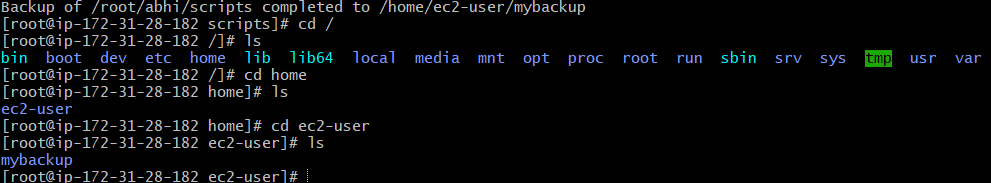 Backup of /root/abhi/scripts completed to /home/ec2-user/mybackup
[root@ip-172-31-28-182 scripts]# cd /
[root@ip-172-31-28-182 /]# ls
bin boot dev etc home lib lib64 local media mnt opt proc root run sbin srv sys tmp usr var
[root@ip-172-31-28-182 /]# cd home
[root@ip-172-31-28-182 home]# ls
ec2-user
[root@ip-172-31-28-182 home]# cd ec2-user
[root@ip-172-31-28-182 ec2-user]# ls
mybackup
[root@ip-172-31-28-182 ec2-user]#